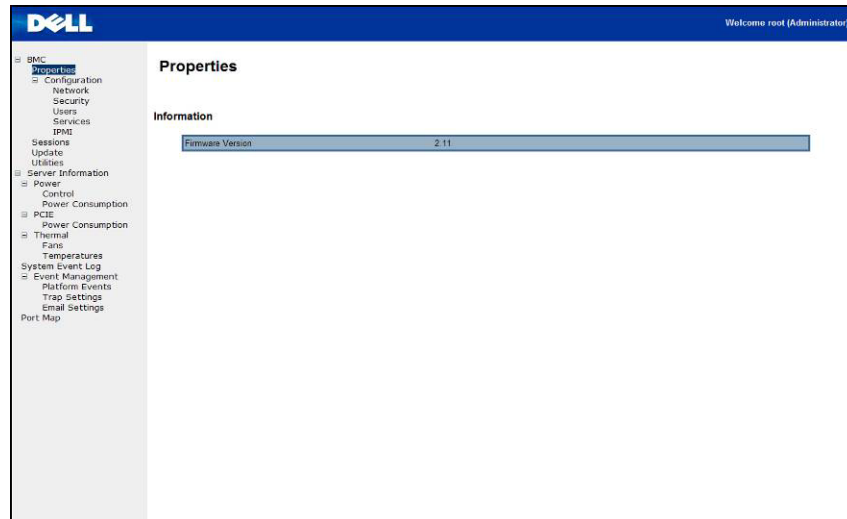 DELL
Welcome root (Administrator)
BMC
Properties
Configuration
Network
Security
Users
Services
IPMI
Sessions
Update
Utilities
Server Information
Power
Control
Power Consumption
PCIE
Power Consumption
Thermal
Fans
Temperatures
System Event Log
Event Management
Platform Events
Trap Settings
Email Settings
Port Map
Properties
Information
Firmware Version 2.11